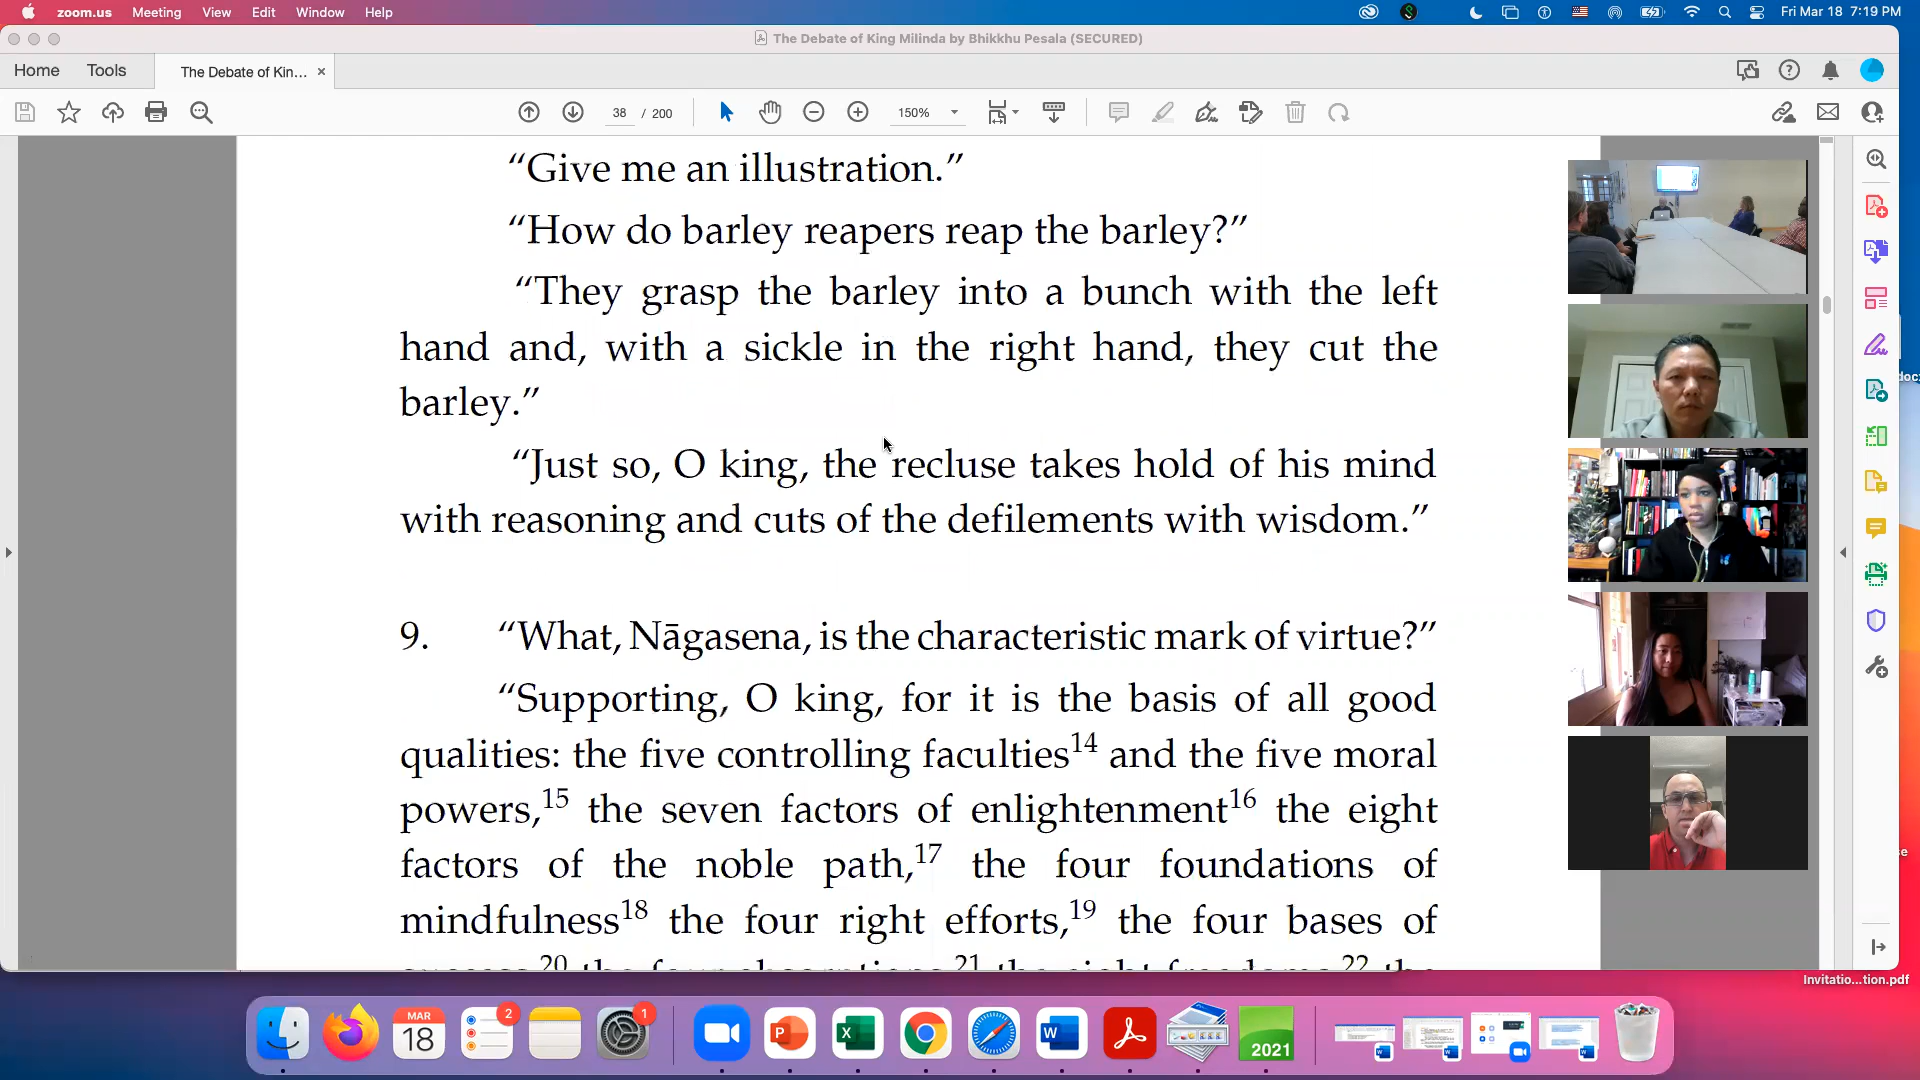 zoom.us Meeting View Edit Window Help Fri Mar 18 7:19 PM
The Debate of King Milinda by Bhikkhu Pesala (SECURED)
Home Tools The Debate of Kin... ×
38 / 200 150%
“Give me an illustration.”
“How do barley reapers reap the barley?”
“They grasp the barley into a bunch with the left
hand and, with a sickle in the right hand, they cut the
barley.”
“Just so, O king, the recluse takes hold of his mind
with reasoning and cuts of the defilements with wisdom.”
9. “What, Nāgasena, is the characteristic mark of virtue?”
“Supporting, O king, for it is the basis of all good
qualities: the five controlling faculties14 and the five moral
powers,15 the seven factors of enlightenment16 the eight
factors of the noble path,17 the four foundations of
mindfulness18 the four right efforts,19 the four bases of
success,20 the four absorptions,21 the eight freedoms,22 the
Invitatio...tion.pdf
MAR
18
2
1
2021